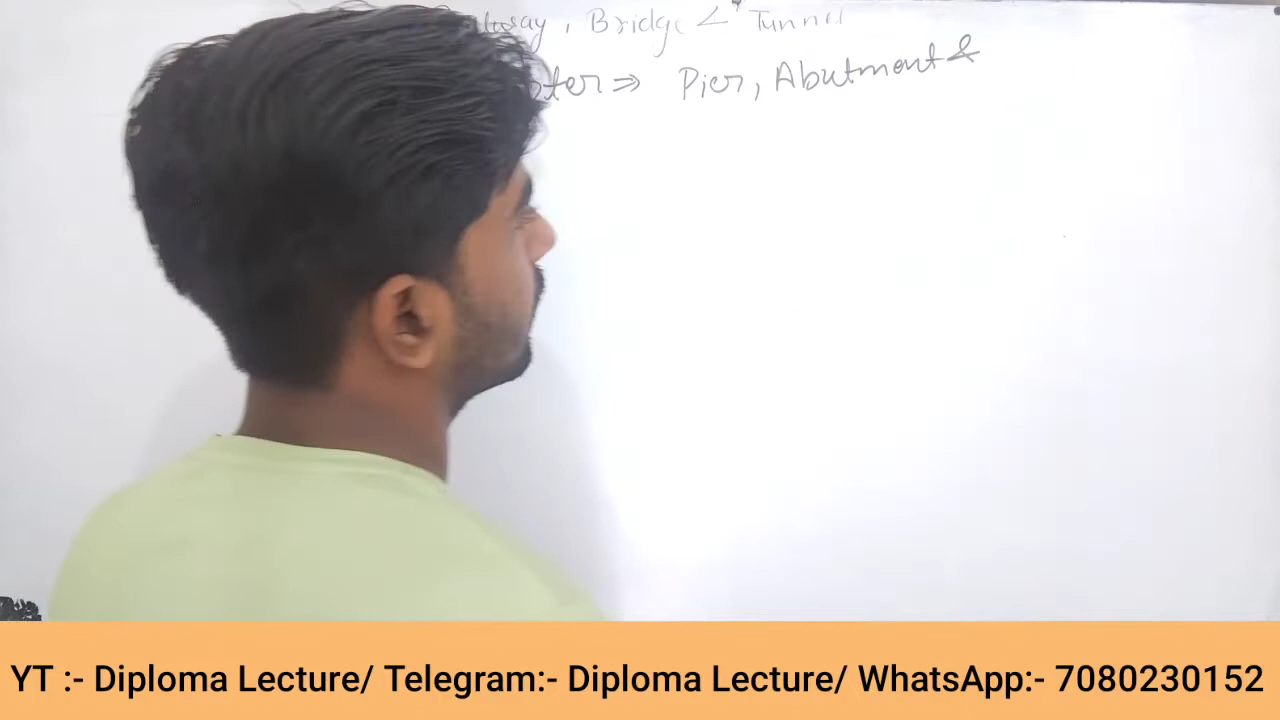 , Bridge & Tunnel
⇒ Pier, Abutment &
YT :- Diploma Lecture/ Telegram:- Diploma Lecture/ WhatsApp:- 7080230152